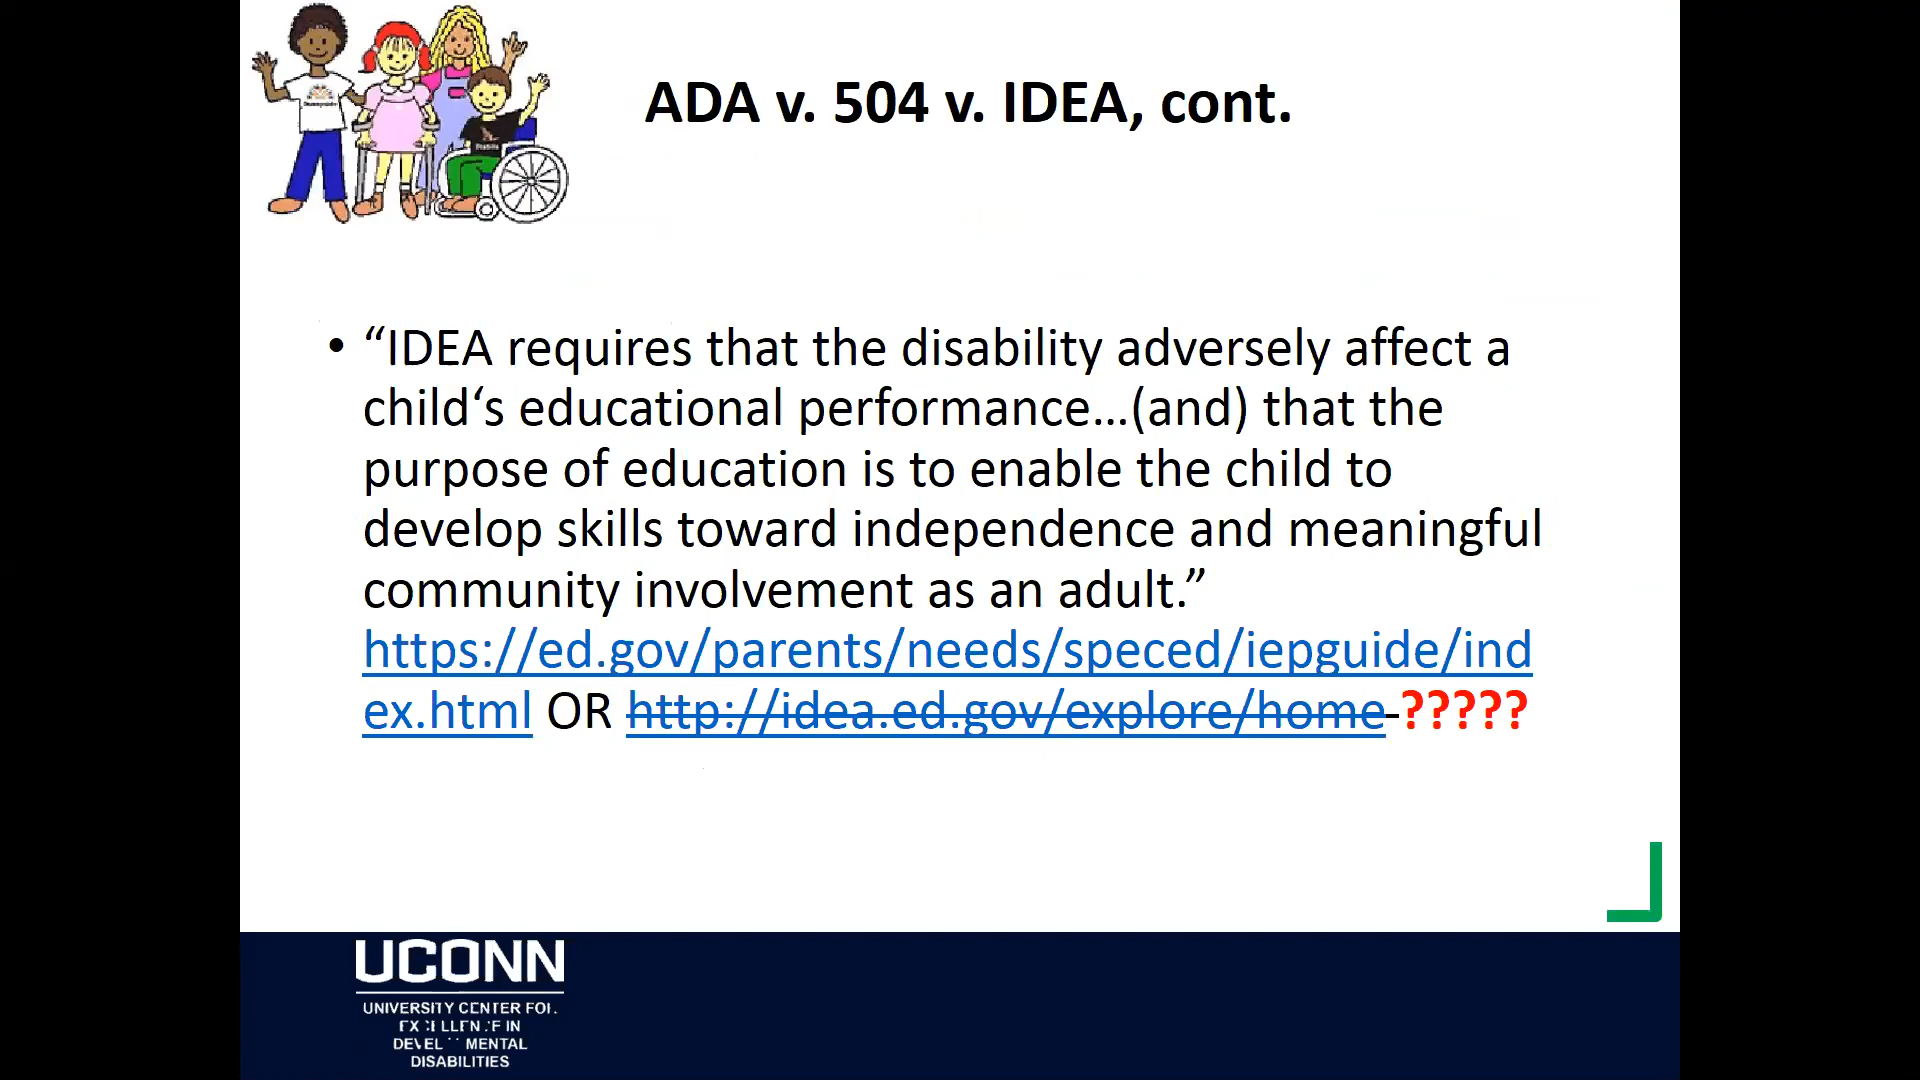 ADA v. 504 v. IDEA, cont.
• “IDEA requires that the disability adversely affect a
child‘s educational performance…(and) that the
purpose of education is to enable the child to
develop skills toward independence and meaningful
community involvement as an adult.”
https://ed.gov/parents/needs/speced/iepguide/ind
ex.html OR http://idea.ed.gov/explore/home ?????
UCONN
UNIVERSITY CENTER FOR
EXCELLENCE IN
DEVELOPMENTAL
DISABILITIES